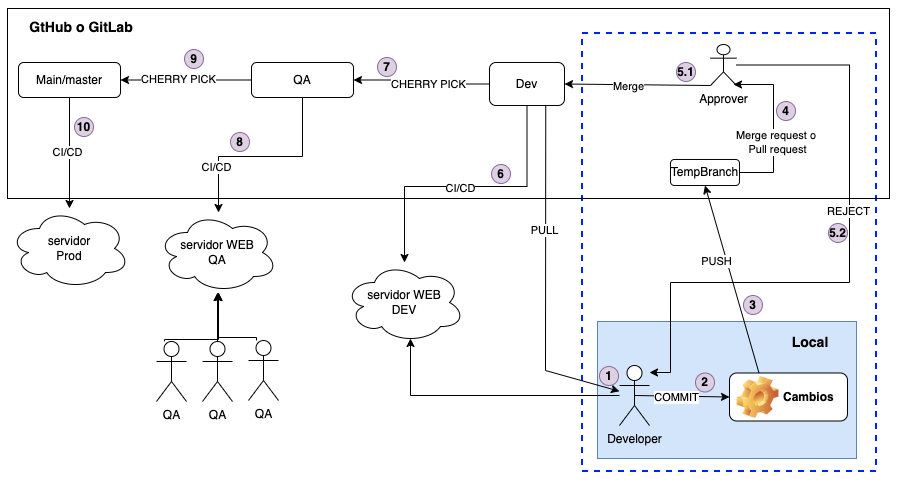 GtHub o GitLab
9
7
5.1
Main/master
CHERRY PICK
QA
CHERRY PICK
Dev
Merge
Approver
10
4
CI/CD
8
Merge request o
Pull request
CI/CD
6
CI/CD
TempBranch
REJECT
5.2
PULL
servidor
Prod
servidor WEB
QA
PUSH
servidor WEB
DEV
3
Local
1
2
COMMIT
Cambios
QA
QA
QA
Developer